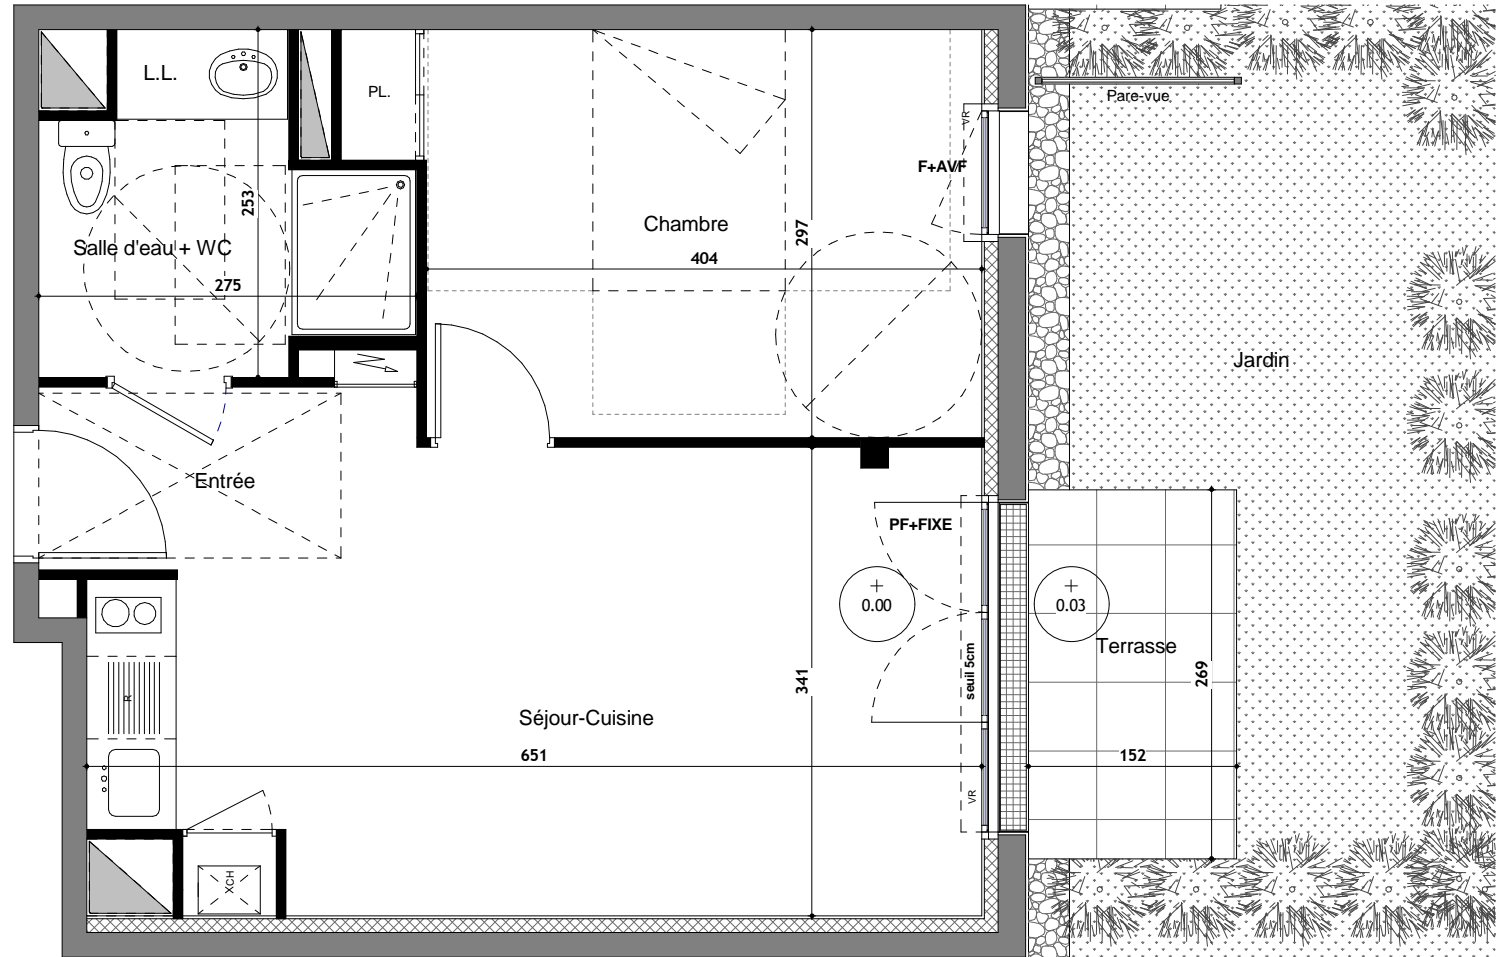 L.L.
PL.
Pare-vue
VR
F+AVF
253
Chambre
297
Salle d'eau + WC
404
275
Jardin
Entrée
PF+FIXE
0.00
0.03
Terrasse
seuil 5cm
341
269
R
Séjour-Cuisine
651
152
VR
XCH